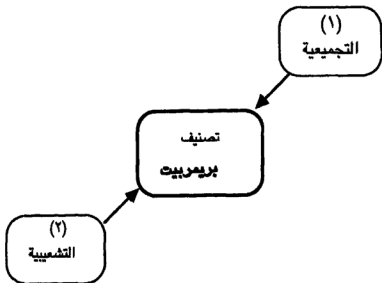 (١)
التجميعية
تصنيف
بريمربيت
(٢)
التشعيبية